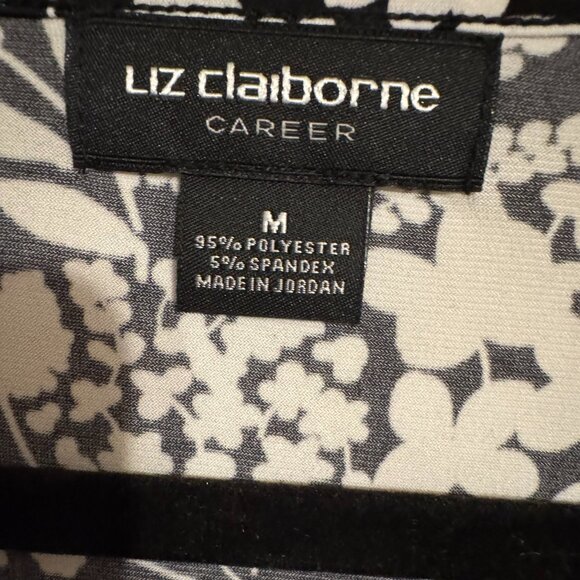 LIZ claiborne
CAREER
M
95% POLYESTER
5% SPANDEX
MADE IN JORDAN